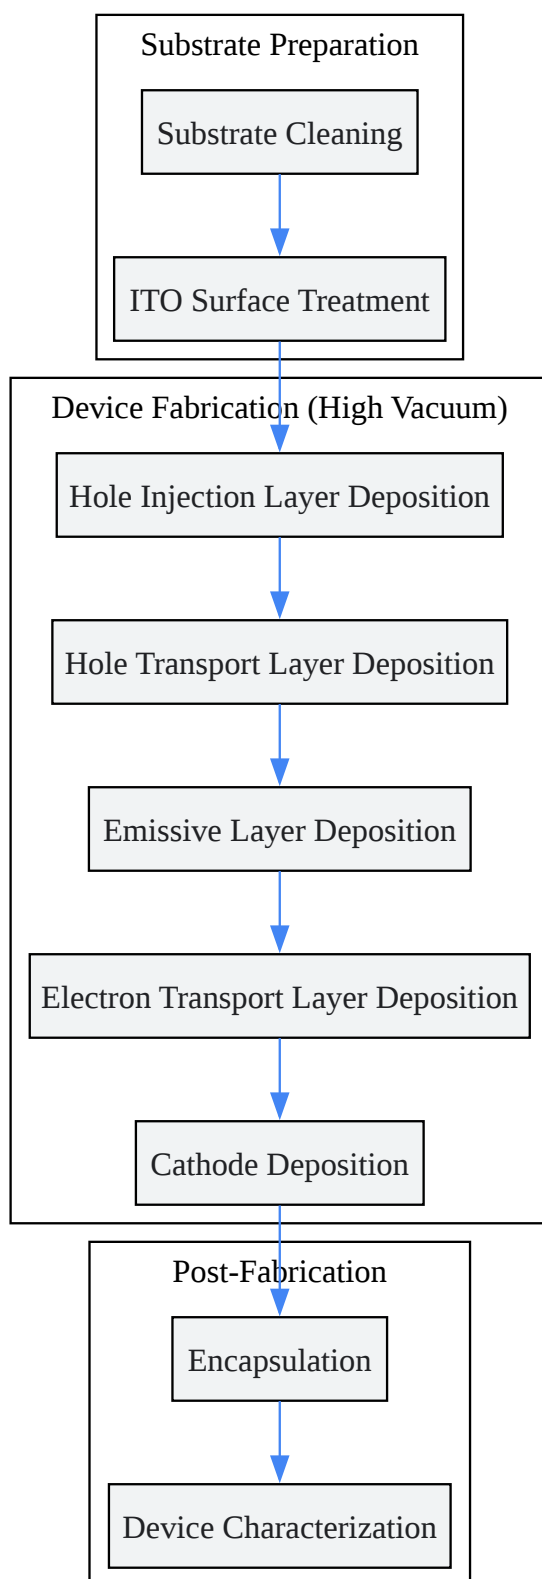 Substrate Preparation
Substrate Cleaning
ITO Surface Treatment
Device Fabrication (High Vacuum)
Hole Injection Layer Deposition
Hole Transport Layer Deposition
Emissive Layer Deposition
Electron Transport Layer Deposition
Cathode Deposition
Post-Fabrication
Encapsulation
Device Characterization